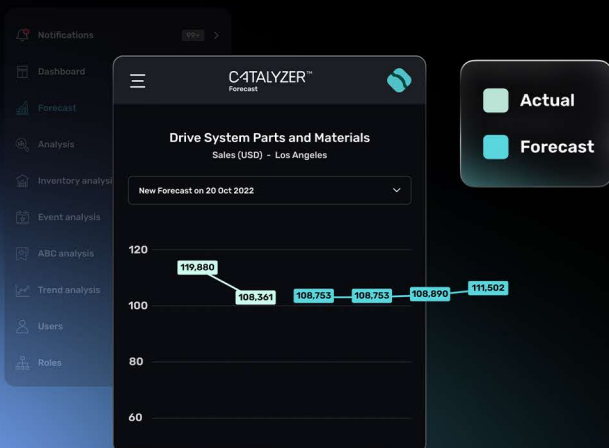 Notifications
99+
Dashboard
Forecast
Analysis
Inventory analysi
Event analysis
ABC analysis
Trend analysis
Users
Roles
C4TALYZER™
Forecast
Drive System Parts and Materials
Sales (USD) - Los Angeles
New Forecast on 20 Oct 2022
120
119,880
108,361
108,753
108,753
108,890
111,502
100
80
60
Actual
Forecast